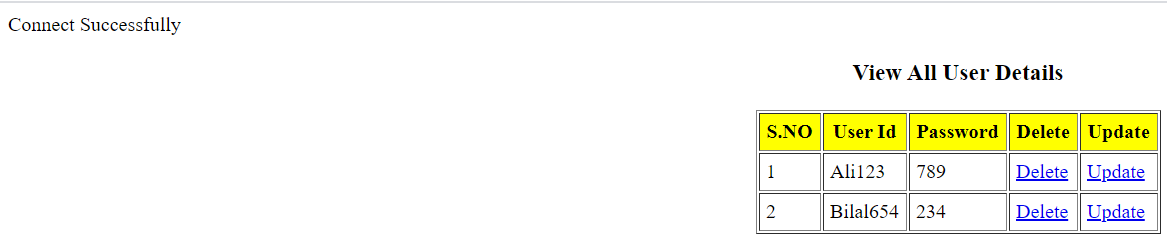 Connect Successfully
View All User Details
S.NO User Id Password Delete Update
1 Ali123 789 Delete Update
2 Bilal654 234 Delete Update